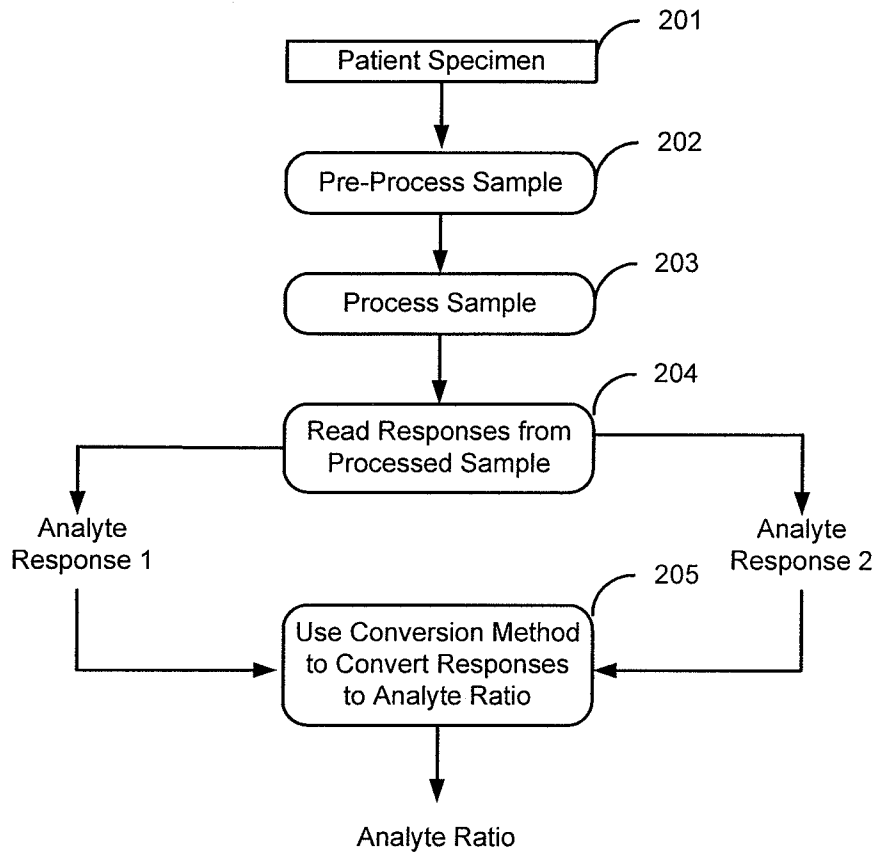 201
Patient Specimen
202
Pre-Process Sample
203
Process Sample
204
Read Responses from
Processed Sample
Analyte
Response 1
Analyte
Response 2
205
Use Conversion Method
to Convert Responses
to Analyte Ratio
Analyte Ratio